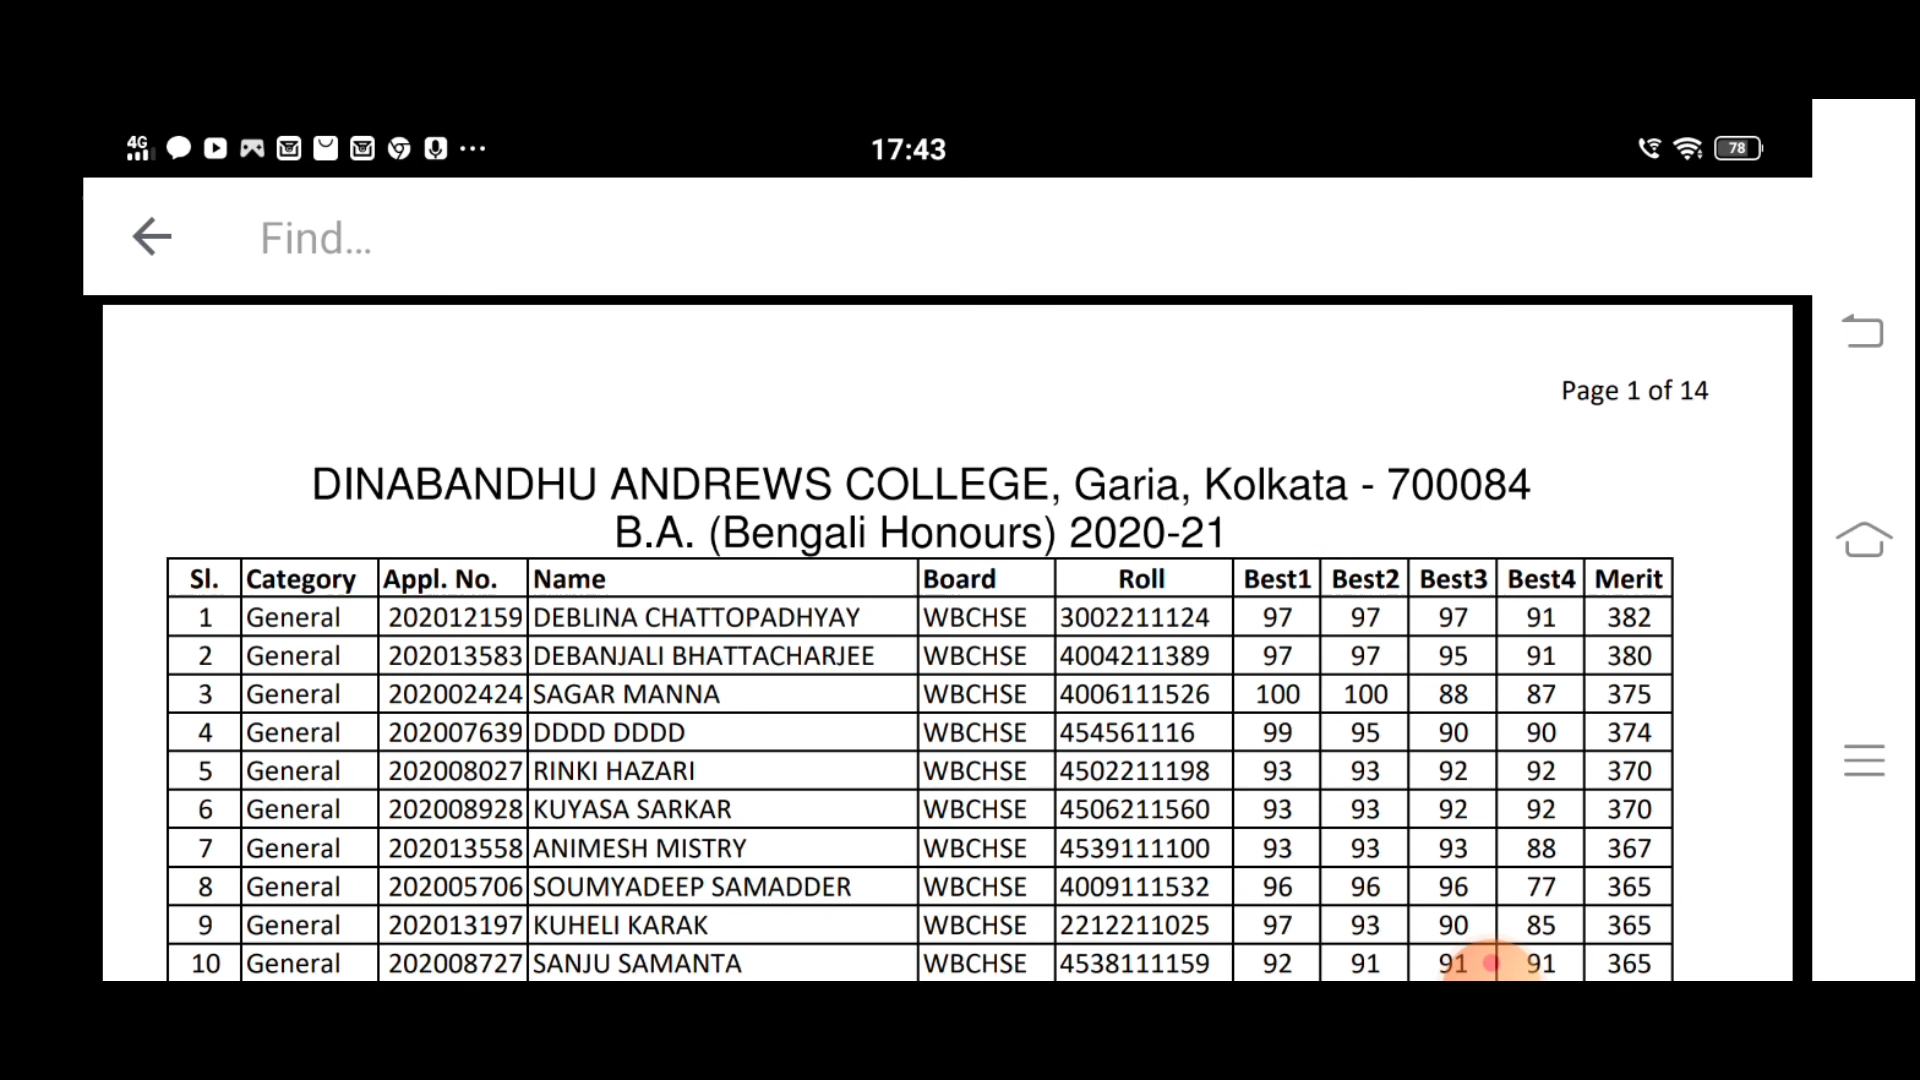 4G 17:43 78
Find...
Page 1 of 14
DINABANDHU ANDREWS COLLEGE, Garia, Kolkata - 700084
B.A. (Bengali Honours) 2020-21
Sl. Category Appl. No. Name Board Roll Best1 Best2 Best3 Best4 Merit
1 General 202012159 DEBLINA CHATTOPADHYAY WBCHSE 3002211124 97 97 97 91 382
2 General 202013583 DEBANJALI BHATTACHARJEE WBCHSE 4004211389 97 97 95 91 380
3 General 202002424 SAGAR MANNA WBCHSE 4006111526 100 100 88 87 375
4 General 202007639 DDDD DDDD WBCHSE 454561116 99 95 90 90 374
5 General 202008027 RINKI HAZARI WBCHSE 4502211198 93 93 92 92 370
6 General 202008928 KUYASA SARKAR WBCHSE 4506211560 93 93 92 92 370
7 General 202013558 ANIMESH MISTRY WBCHSE 4539111100 93 93 93 88 367
8 General 202005706 SOUMYADEEP SAMADDER WBCHSE 4009111532 96 96 96 77 365
9 General 202013197 KUHELI KARAK WBCHSE 2212211025 97 93 90 85 365
10 General 202008727 SANJU SAMANTA WBCHSE 4538111159 92 91 91 91 365